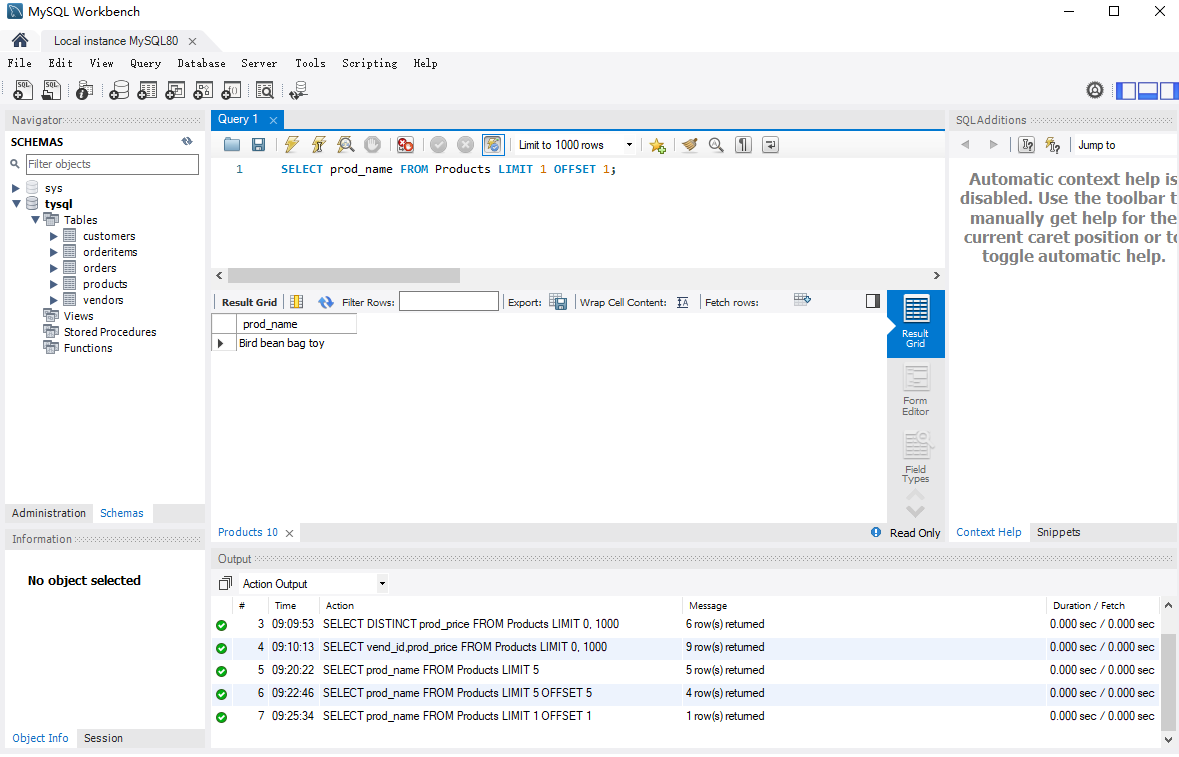 MySQL Workbench
Local instance MySQL80
File Edit View Query Database Server Tools Scripting Help
Navigator
SCHEMAS
Filter objects
sys
tysql
Tables
customers
orderitems
orders
products
vendors
Views
Stored Procedures
Functions
Administration Schemas
Information
No object selected
Object Info Session
Query 1
Limit to 1000 rows
1 SELECT prod_name FROM Products LIMIT 1 OFFSET 1;
Result Grid Filter Rows: Export: Wrap Cell Content: Fetch rows:
prod_name
Bird bean bag toy
Result
Grid
Form
Editor
Field
Types
Products 10 Read Only
SQLAdditions
Jump to
Automatic context help is
disabled. Use the toolbar t
manually get help for the
current caret position or to
toggle automatic help.
Context Help Snippets
Output
Action Output
# Time Action Message Duration / Fetch
3 09:09:53 SELECT DISTINCT prod_price FROM Products LIMIT 0, 1000 6 row(s) returned 0.000 sec / 0.000 sec
4 09:10:13 SELECT vend_id,prod_price FROM Products LIMIT 0, 1000 9 row(s) returned 0.000 sec / 0.000 sec
5 09:20:22 SELECT prod_name FROM Products LIMIT 5 5 row(s) returned 0.000 sec / 0.000 sec
6 09:22:46 SELECT prod_name FROM Products LIMIT 5 OFFSET 5 4 row(s) returned 0.000 sec / 0.000 sec
7 09:25:34 SELECT prod_name FROM Products LIMIT 1 OFFSET 1 1 row(s) returned 0.000 sec / 0.000 sec